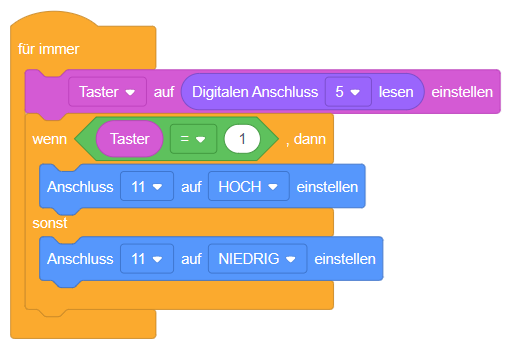 für immer
Taster auf Digitalen Anschluss 5 lesen einstellen
wenn Taster = 1 , dann
Anschluss 11 auf HOCH einstellen
sonst
Anschluss 11 auf NIEDRIG einstellen